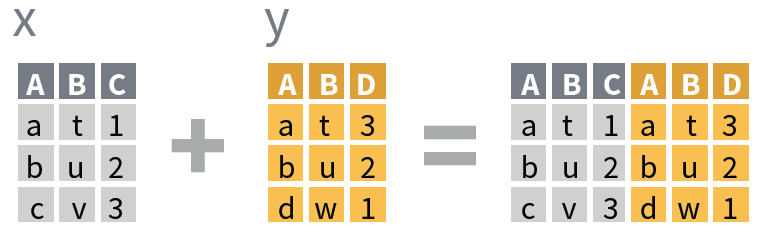 x y
A B C A B D A B C A B D
a t 1 + a t 3 = a t 1 a t 3
b u 2 b u 2 b u 2 b u 2
c v 3 d w 1 c v 3 d w 1